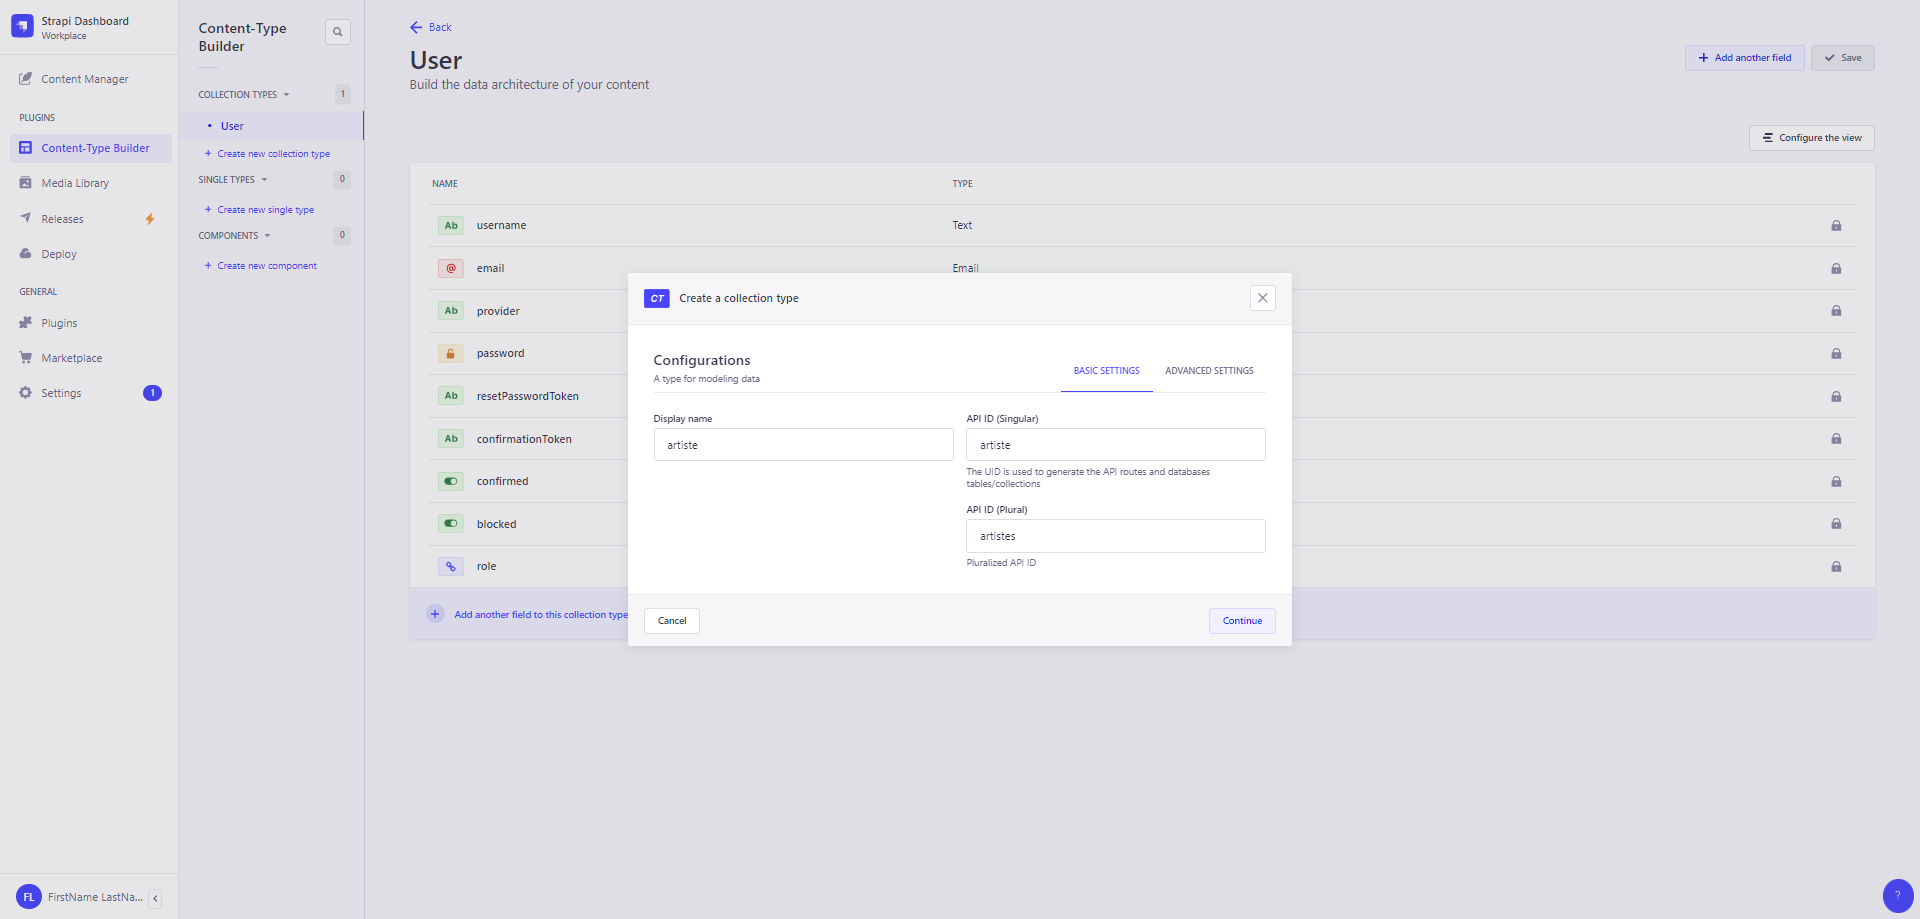 Strapi Dashboard
Workplace
Content Manager
PLUGINS
Content-Type Builder
Media Library
Releases
Deploy
GENERAL
Plugins
Marketplace
Settings
1
FL
FirstName LastNa...
Content-Type
Builder
COLLECTION TYPES
1
User
+ Create new collection type
SINGLE TYPES
0
+ Create new single type
COMPONENTS
0
+ Create new component
Back
User
Build the data architecture of your content
Add another field
Save
Configure the view
NAME
TYPE
Ab username Text
@ email Email
Ab provider
password
Ab resetPasswordToken
Ab confirmationToken
confirmed
blocked
role
Add another field to this collection type
CT Create a collection type
Configurations
A type for modeling data
BASIC SETTINGS
ADVANCED SETTINGS
Display name
artiste
API ID (Singular)
artiste
The UID is used to generate the API routes and databases
tables/collections
API ID (Plural)
artistes
Pluralized API ID
Cancel
Continue
?